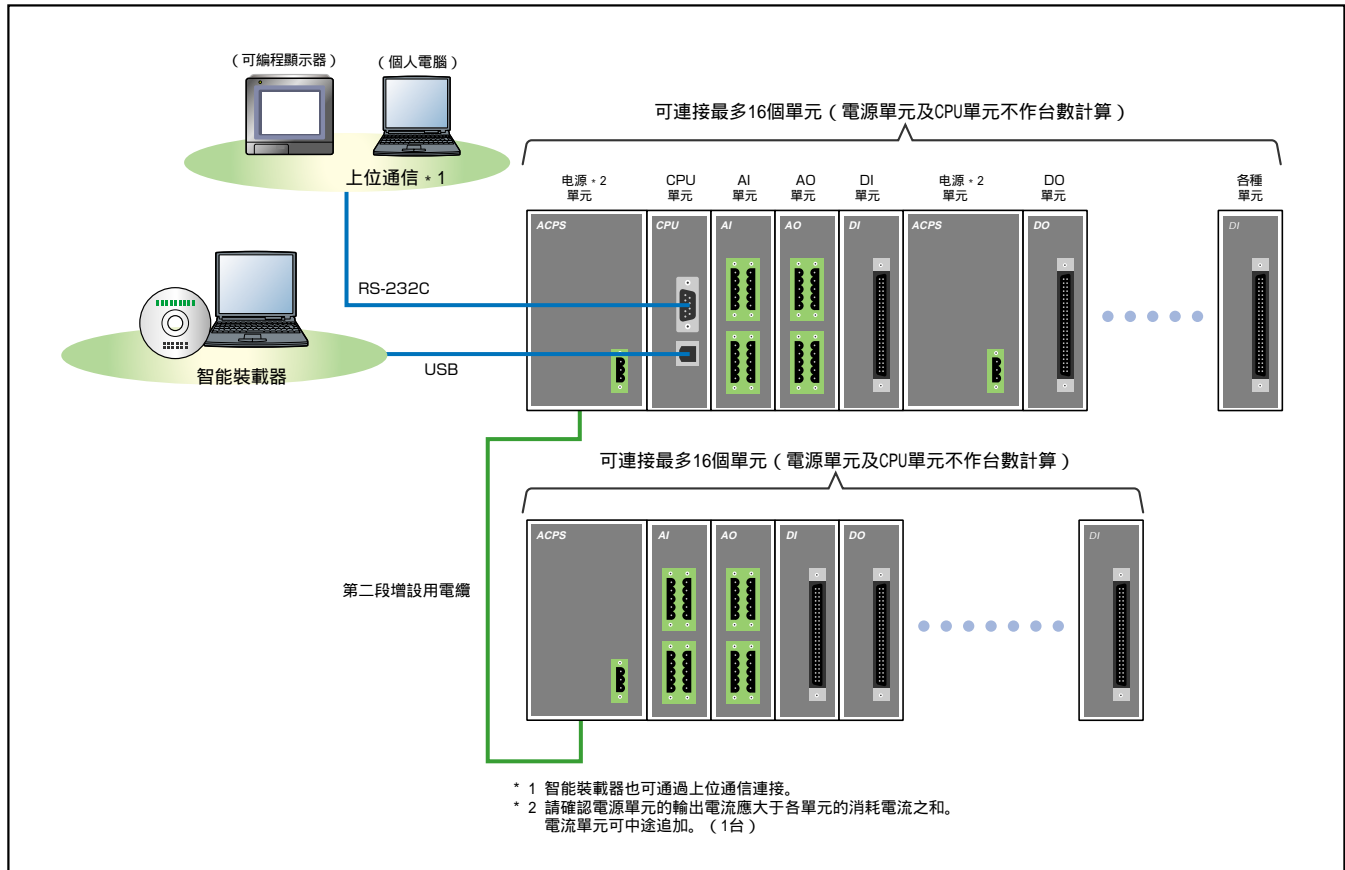 (可編程顯示器)
(個人電腦)
上位通信 * 1
RS-232C
智能裝載器
USB
可連接最多16個單元(電源單元及CPU單元不作台數計算)
电源 * 2
單元
CPU
單元
AI
單元
AO
單元
DI
單元
电源 * 2
單元
DO
單元
各種
單元
ACPS
CPU
AI
AO
DI
ACPS
DO
DI
可連接最多16個單元(電源單元及CPU單元不作台數計算)
第二段增設用電纜
ACPS
AI
AO
DI
DO
DI
* 1 智能裝載器也可通過上位通信連接。
* 2 請確認電源單元的輸出電流應大于各單元的消耗電流之和。
電流單元可中途追加。(1台)